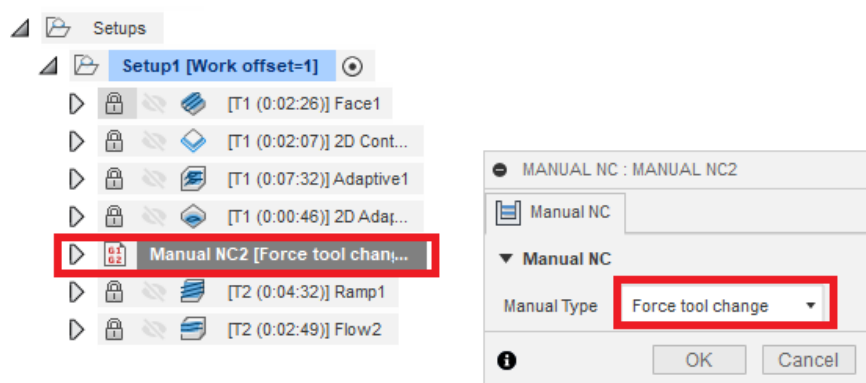 Setups
Setup1 [Work offset=1]
[T1 (0:02:26)] Face1
[T1 (0:02:07)] 2D Cont...
[T1 (0:07:32)] Adaptive1
[T1 (0:00:46)] 2D Adap...
G1
G2
Manual NC2 [Force tool chang...
[T2 (0:04:32)] Ramp1
[T2 (0:02:49)] Flow2
MANUAL NC : MANUAL NC2
Manual NC
Manual NC
Manual Type Force tool change
OK Cancel